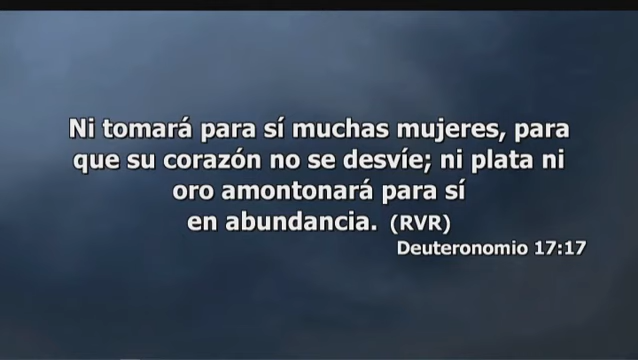 Ni tomará para sí muchas mujeres, para
que su corazón no se desvíe; ni plata ni
oro amontonará para sí
en abundancia. (RVR)
Deuteronomio 17:17